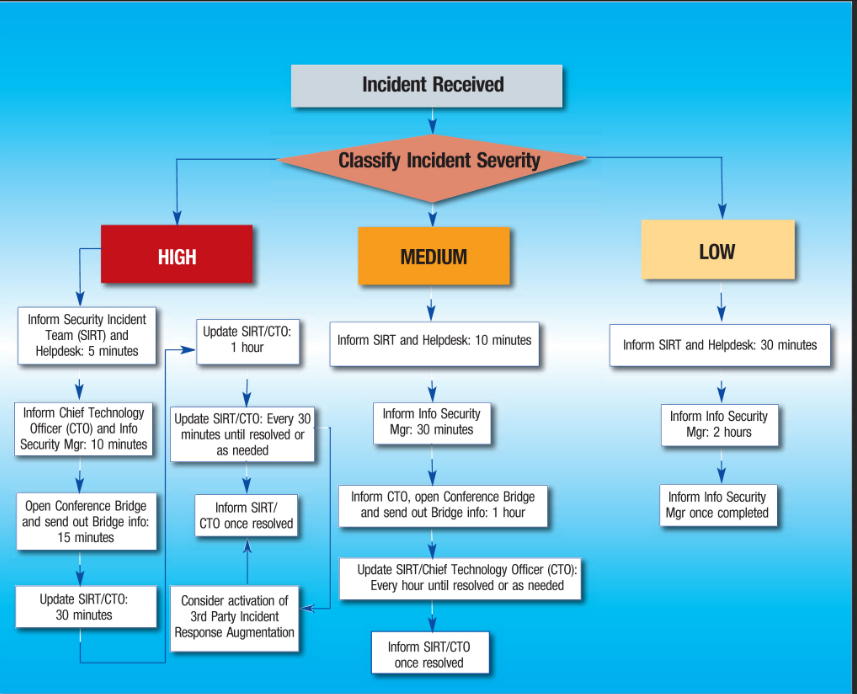 Incident Received
Classify Incident Severity
HIGH
Inform Security Incident
Team (SIRT) and
Helpdesk: 5 minutes
Inform Chief Technology
Officer (CTO) and Info
Security Mgr: 10 minutes
Open Conference Bridge
and send out Bridge info:
15 minutes
Update SIRT/CTO:
30 minutes
Update SIRT/CTO:
1 hour
Update SIRT/CTO: Every 30
minutes until resolved or
as needed
Inform SIRT/
CTO once resolved
Consider activation of
3rd Party Incident
Response Augmentation
MEDIUM
Inform SIRT and Helpdesk: 10 minutes
Inform Info Security
Mgr: 30 minutes
Inform CTO, open Conference Bridge
and send out Bridge info: 1 hour
Update SIRT/Chief Technology Officer (CTO):
Every hour until resolved or as needed
Inform SIRT/CTO
once resolved
LOW
Inform SIRT and Helpdesk: 30 minutes
Inform Info Security
Mgr: 2 hours
Inform Info Security
Mgr once completed